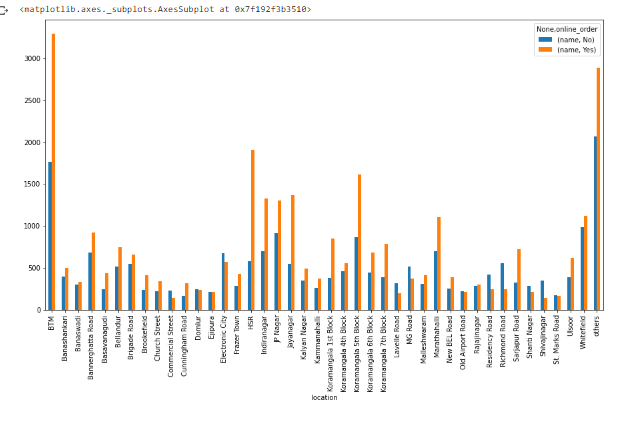 <matplotlib.axes._subplots.AxesSubplot at 0x7f192f3b3510>
None,online_order
(name, No)
(name, Yes)
3000
2500
2000
1500
1000
500
0
BTM
Banashankari
Banaswadi
Bannerghatta Road
Basavanagudi
Bellandur
Brigade Road
Brookefield
Church Street
Commercial Street
Cunningham Road
Domlur
Ejipura
Electronic City
Frazer Town
HSR
Indiranagar
JP Nagar
Jayanagar
Kalyan Nagar
Kammanahalli
Koramangala 1st Block
Koramangala 4th Block
Koramangala 5th Block
Koramangala 6th Block
Koramangala 7th Block
Lavelle Road
MG Road
Malleshwaram
Marathahalli
New BEL Road
Old Airport Road
Rajajinagar
Residency Road
Richmond Road
Sarjapur Road
Shanti Nagar
Shivajinagar
St. Marks Road
Ulsoor
Whitefield
others
location